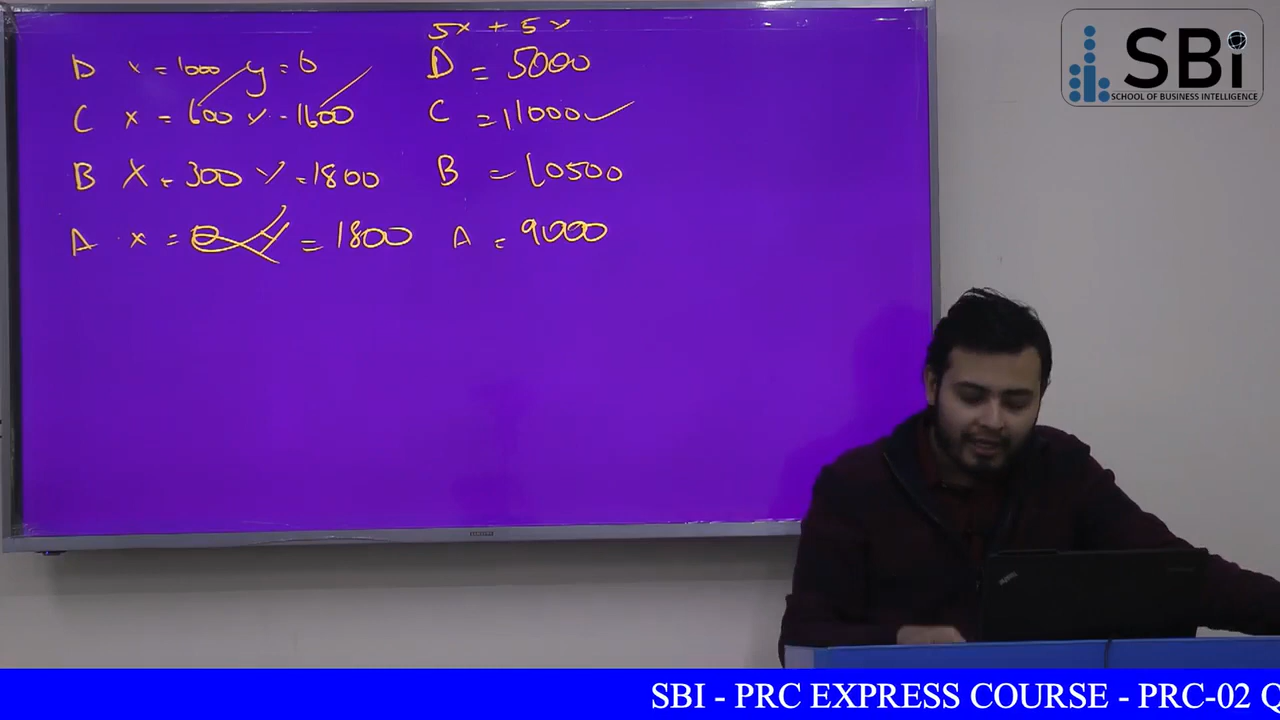 5x + 5y
D x = 1000 y = 0 D = 5000
C x = 600 y = 1600 C = 11000
B x = 300 y = 1800 B = 10500
A x = 0 y = 1800 A = 9000
SBi
SCHOOL OF BUSINESS INTELLIGENCE
SBI - PRC EXPRESS COURSE - PRC-02 Q